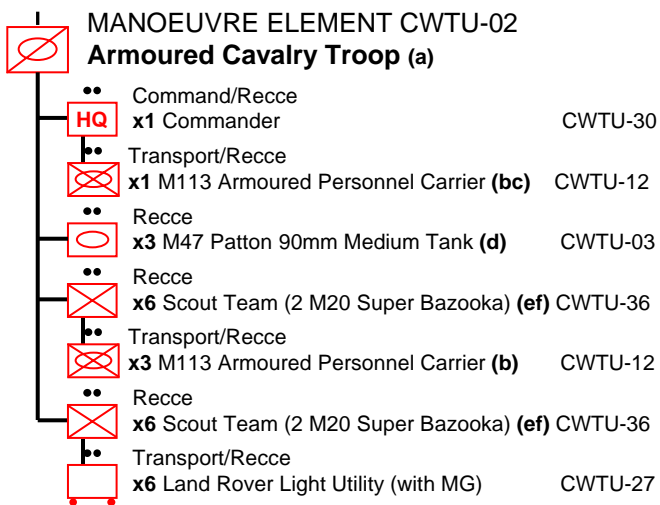 MANOEUVRE ELEMENT CWTU-02
Armoured Cavalry Troop (a)
Command/Recce
HQ x1 Commander CWTU-30
Transport/Recce
x1 M113 Armoured Personnel Carrier (bc) CWTU-12
Recce
x3 M47 Patton 90mm Medium Tank (d) CWTU-03
Recce
x6 Scout Team (2 M20 Super Bazooka) (ef) CWTU-36
Transport/Recce
x3 M113 Armoured Personnel Carrier (b) CWTU-12
Recce
x6 Scout Team (2 M20 Super Bazooka) (ef) CWTU-36
Transport/Recce
x6 Land Rover Light Utility (with MG) CWTU-27